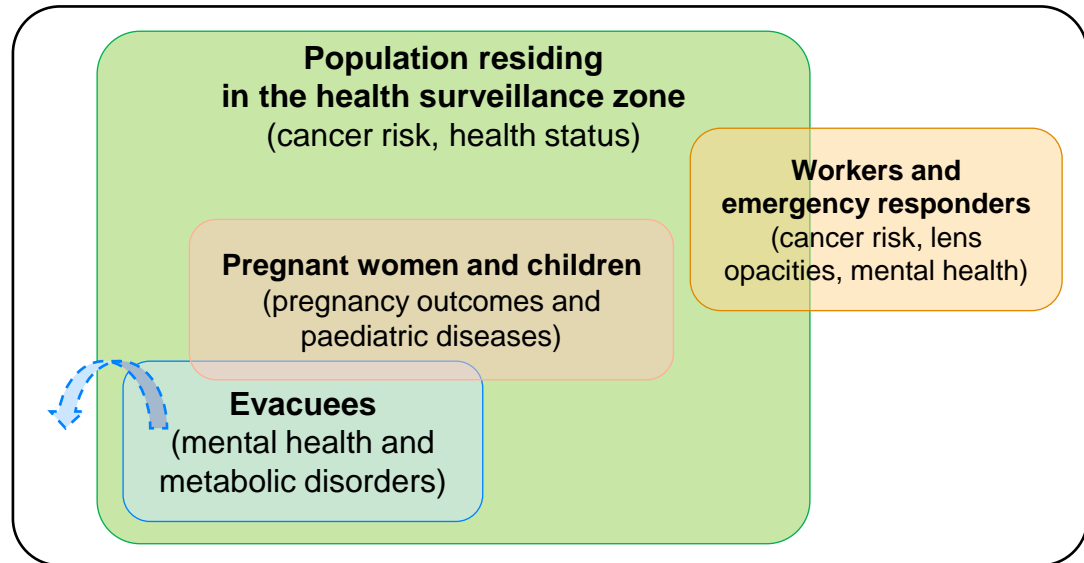 Population residing
in the health surveillance zone
(cancer risk, health status)
Workers and
emergency responders
(cancer risk, lens
opacities, mental health)
Pregnant women and children
(pregnancy outcomes and
paediatric diseases)
Evacuees
(mental health and
metabolic disorders)